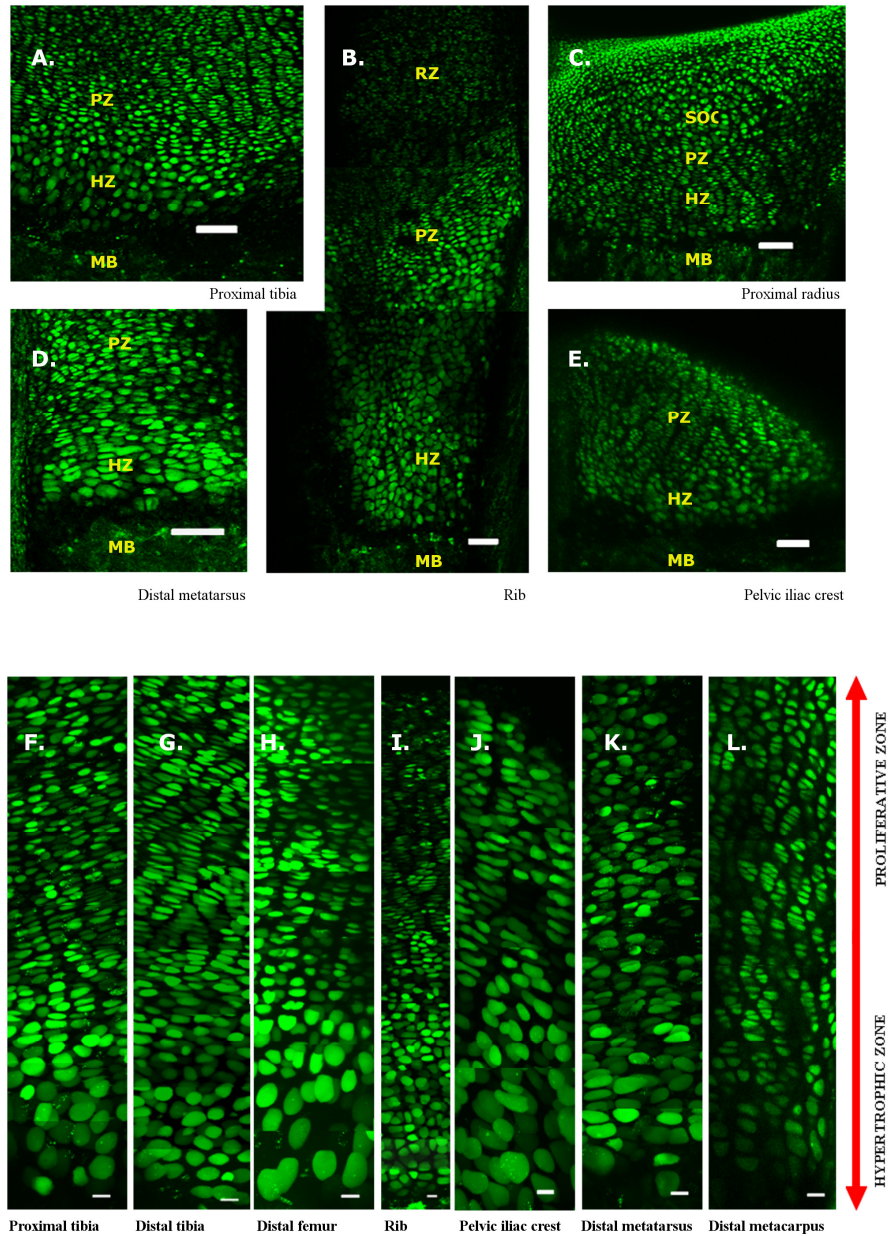 A.
PZ
HZ
MB
Proximal tibia
B.
RZ
PZ
HZ
MB
Rib
C.
SOC
PZ
HZ
MB
Proximal radius
D.
PZ
HZ
MB
Distal metatarsus
E.
PZ
HZ
MB
Pelvic iliac crest
F.
G.
H.
I.
J.
K.
L.
PROLIFERATIVE ZONE
HYPERTROPHIC ZONE
Proximal tibia
Distal tibia
Distal femur
Rib
Pelvic iliac crest
Distal metatarsus
Distal metacarpus